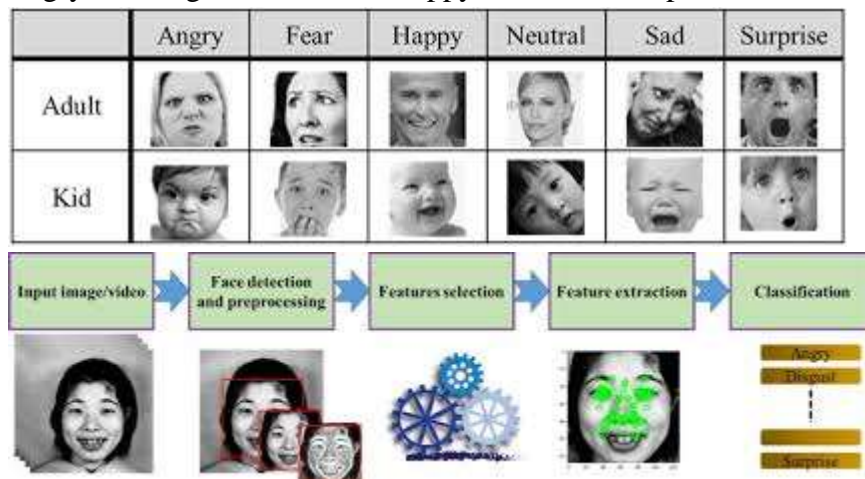 Angry Fear Happy Neutral Sad Surprise
Adult
Kid
Input image/video
Face detection
and preprocessing
Features selection
Feature extraction
Classification
Angry
Disgust
Surprise